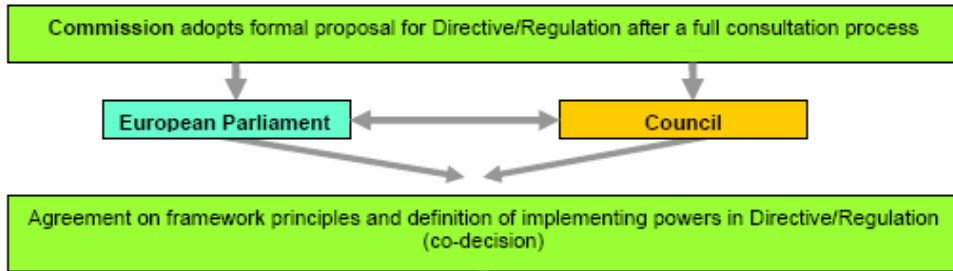 Commission adopts formal proposal for Directive/Regulation after a full consultation process
European Parliament
Council
Agreement on framework principles and definition of implementing powers in Directive/Regulation
(co-decision)